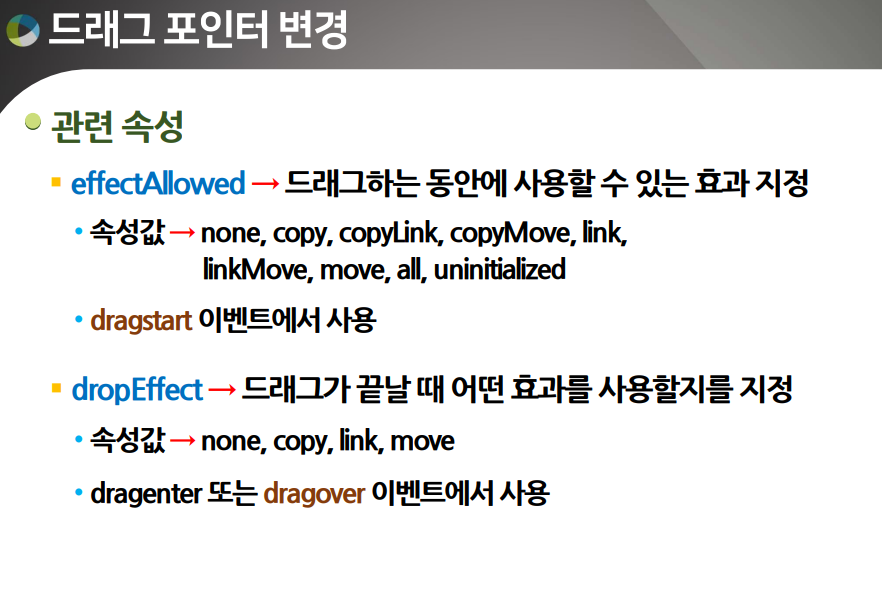 드래그 포인터 변경
관련 속성
effectAllowed → 드래그하는 동안에 사용할 수 있는 효과 지정
속성값 → none, copy, copyLink, copyMove, link,
linkMove, move, all, uninitialized
dragstart 이벤트에서 사용
dropEffect → 드래그가 끝날 때 어떤 효과를 사용할지를 지정
속성값 → none, copy, link, move
dragenter 또는 dragover 이벤트에서 사용